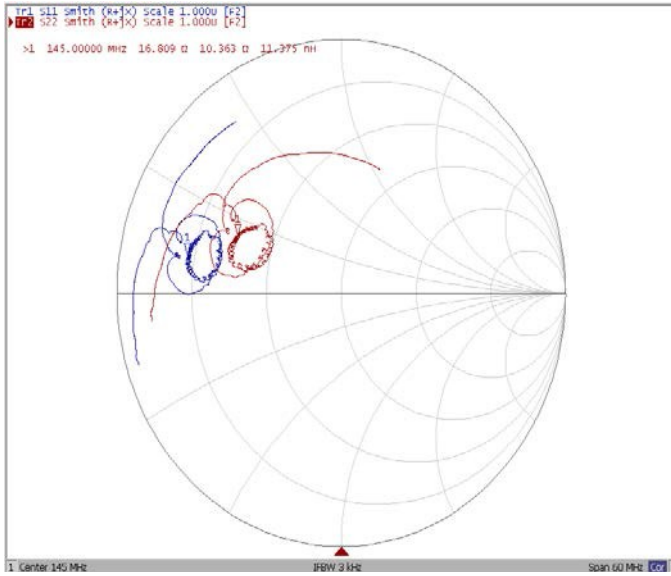 Tr1 S11 Smith (R+jX) Scale 1.000U [F2]
Tr2 S22 Smith (R+jX) Scale 1.000U [F2]
>1 145.00000 MHz 16.809 Ω 10.363 Ω 11.375 nH
1 Center 145 MHz IFBW 3 kHz Span 60 MHz Cor